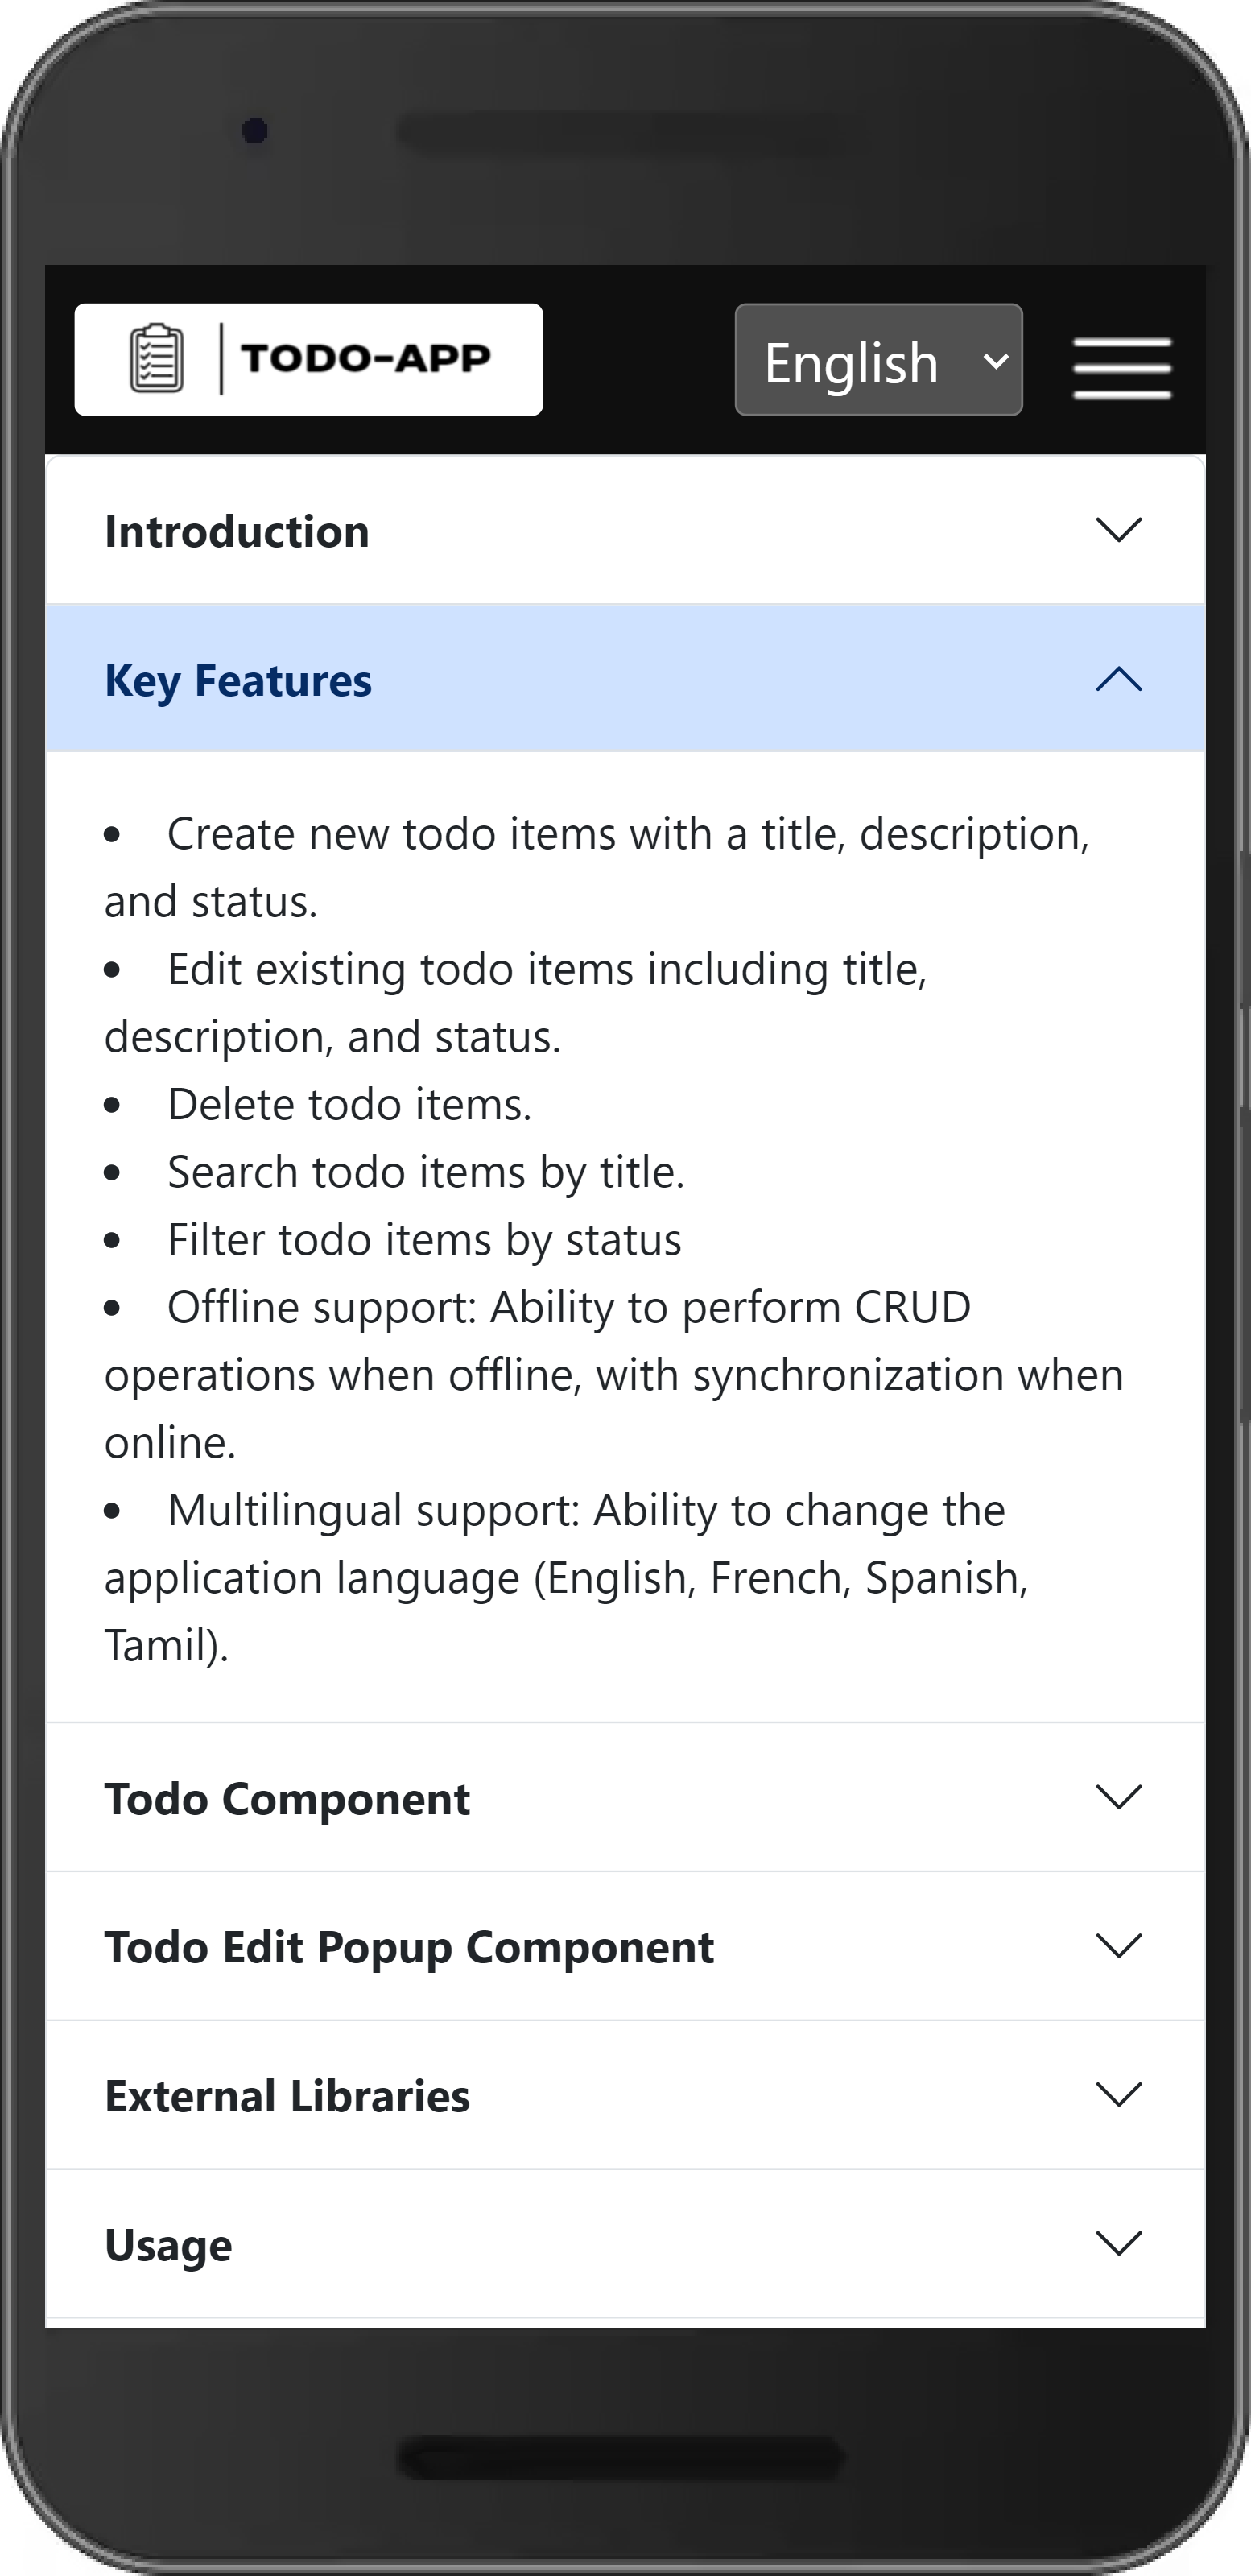 TODO-APP
English
Introduction
Key Features
• Create new todo items with a title, description,
and status.
• Edit existing todo items including title,
description, and status.
• Delete todo items.
• Search todo items by title.
• Filter todo items by status
• Offline support: Ability to perform CRUD
operations when offline, with synchronization when
online.
• Multilingual support: Ability to change the
application language (English, French, Spanish,
Tamil).
Todo Component
Todo Edit Popup Component
External Libraries
Usage